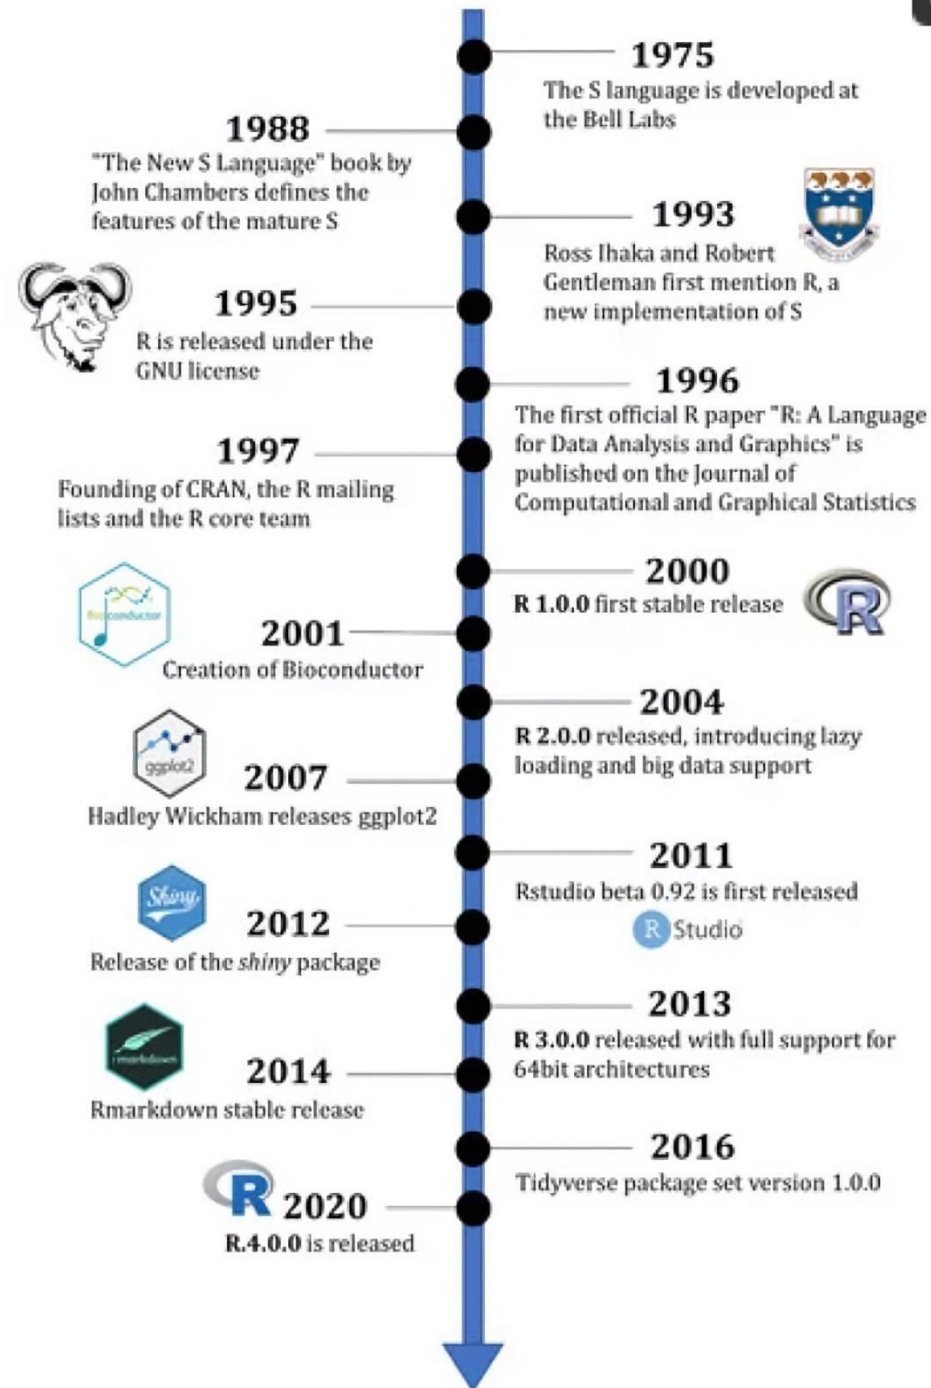 1975
The S language is developed at
the Bell Labs
1988
"The New S Language" book by
John Chambers defines the
features of the mature S
1993
Ross Ihaka and Robert
Gentleman first mention R, a
new implementation of S
1995
R is released under the
GNU license
1996
The first official R paper "R: A Language
for Data Analysis and Graphics" is
published on the Journal of
Computational and Graphical Statistics
1997
Founding of CRAN, the R mailing
lists and the R core team
2000
R 1.0.0 first stable release
R
Bioconductor
2001
Creation of Bioconductor
2004
R 2.0.0 released, introducing lazy
loading and big data support
ggplot2
2007
Hadley Wickham releases ggplot2
2011
Rstudio beta 0.92 is first released
R Studio
Shiny
2012
Release of the shiny package
2013
R 3.0.0 released with full support for
64bit architectures
rmarkdown
2014
Rmarkdown stable release
2016
Tidyverse package set version 1.0.0
R
2020
R.4.0.0 is released